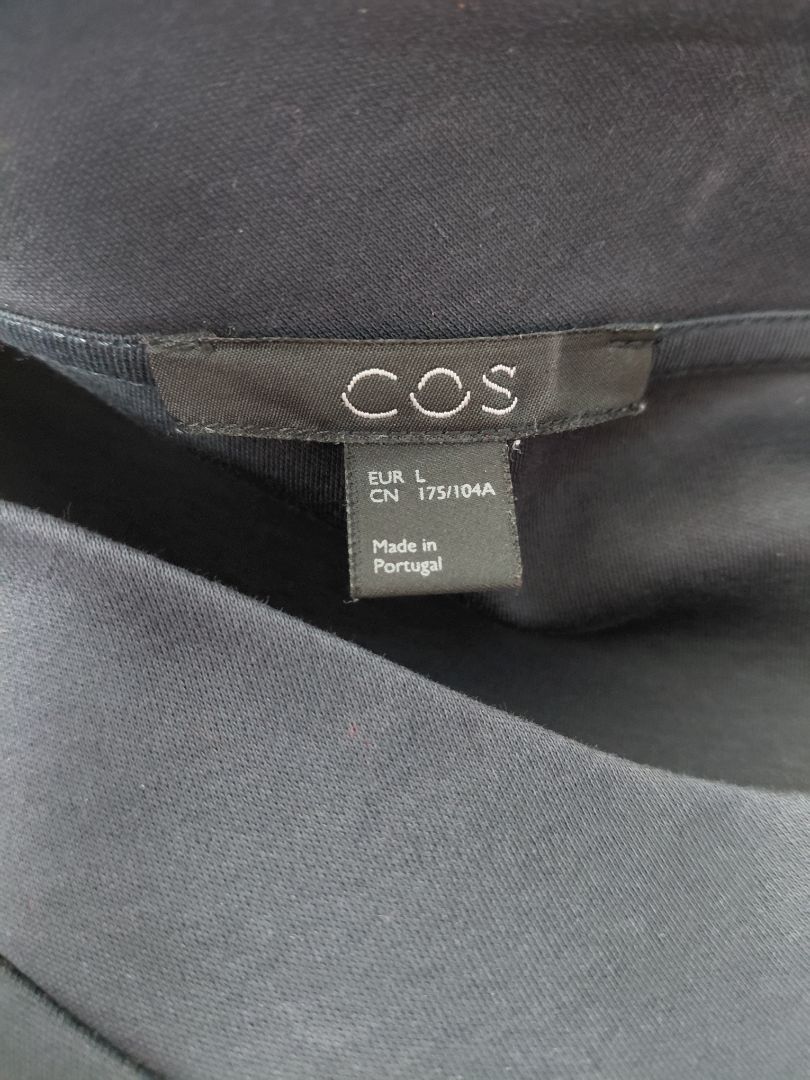 COS
EUR L
CN 175/104A
Made in
Portugal